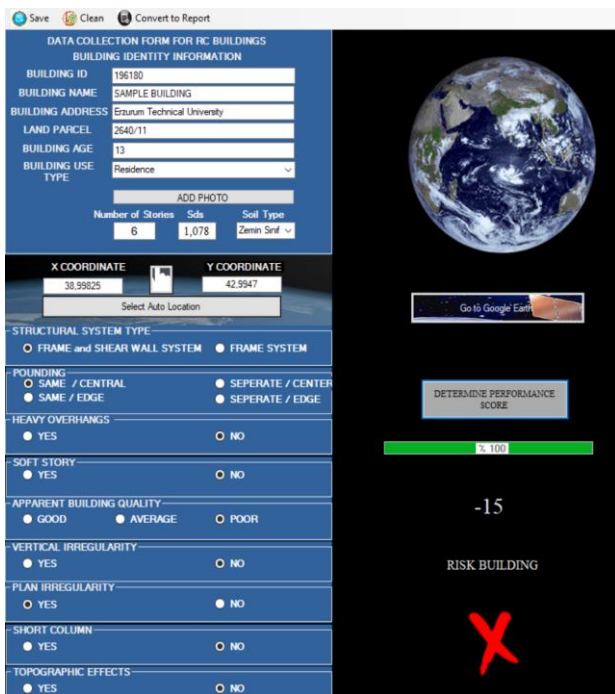 Save Clean Convert to Report
DATA COLLECTION FORM FOR RC BUILDINGS
BUILDING IDENTITY INFORMATION
BUILDING ID 196180
BUILDING NAME SAMPLE BUILDING
BUILDING ADDRESS Erzurum Technical University
LAND PARCEL 2640/11
BUILDING AGE 13
BUILDING USE TYPE Residence
ADD PHOTO
Number of Stories Sds Soil Type
6 1,078 Zemin Sınıf
X COORDINATE Y COORDINATE
38,99825 42,9947
Select Auto Location
STRUCTURAL SYSTEM TYPE
FRAME and SHEAR WALL SYSTEM FRAME SYSTEM
POUNDING
SAME / CENTRAL SEPERATE / CENTER
SAME / EDGE SEPERATE / EDGE
HEAVY OVERHANGS
YES NO
SOFT STORY
YES NO
APPARENT BUILDING QUALITY
GOOD AVERAGE POOR
VERTICAL IRREGULARITY
YES NO
PLAN IRREGULARITY
YES NO
SHORT COLUMN
YES NO
TOPOGRAPHIC EFFECTS
YES NO
Go to Google Earth
DETERMINE PERFORMANCE
SCORE
% 100
-15
RISK BUILDING